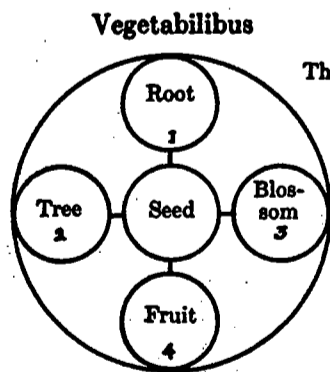 Vegetabilibus
Th
Root
1
Tree
2
Seed
Blos-
som
3
Fruit
4